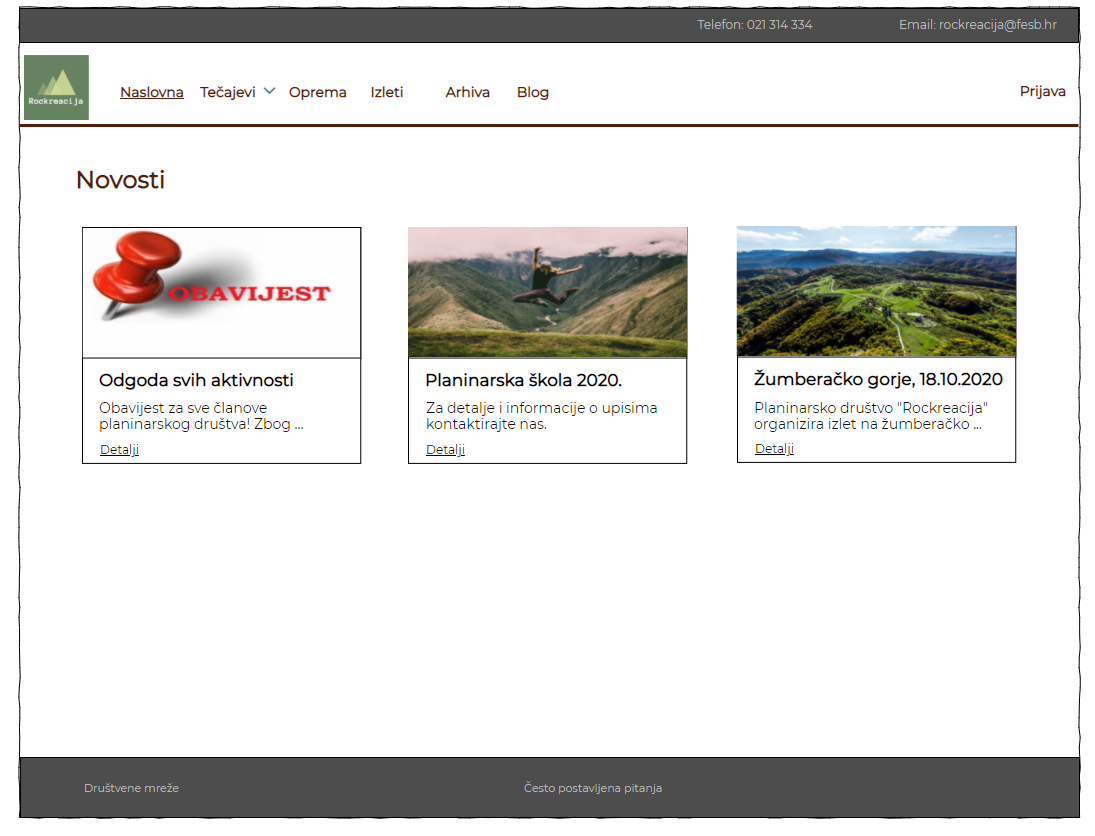 Telefon: 021 314 334
Email: rockreacija@fesb.hr
Rockreacija
Naslovna
Tečajevi
Oprema
Izleti
Arhiva
Blog
Prijava
Novosti
OBAVIJEST
Odgoda svih aktivnosti
Obavijest za sve članove
planinarskog društva! Zbog ...
Detalji
Planinarska škola 2020.
Za detalje i informacije o upisima
kontaktirajte nas.
Detalji
Žumberačko gorje, 18.10.2020
Planinarsko društvo "Rockreacija"
organizira izlet na žumberačko ...
Detalji
Društvene mreže
Često postavljena pitanja